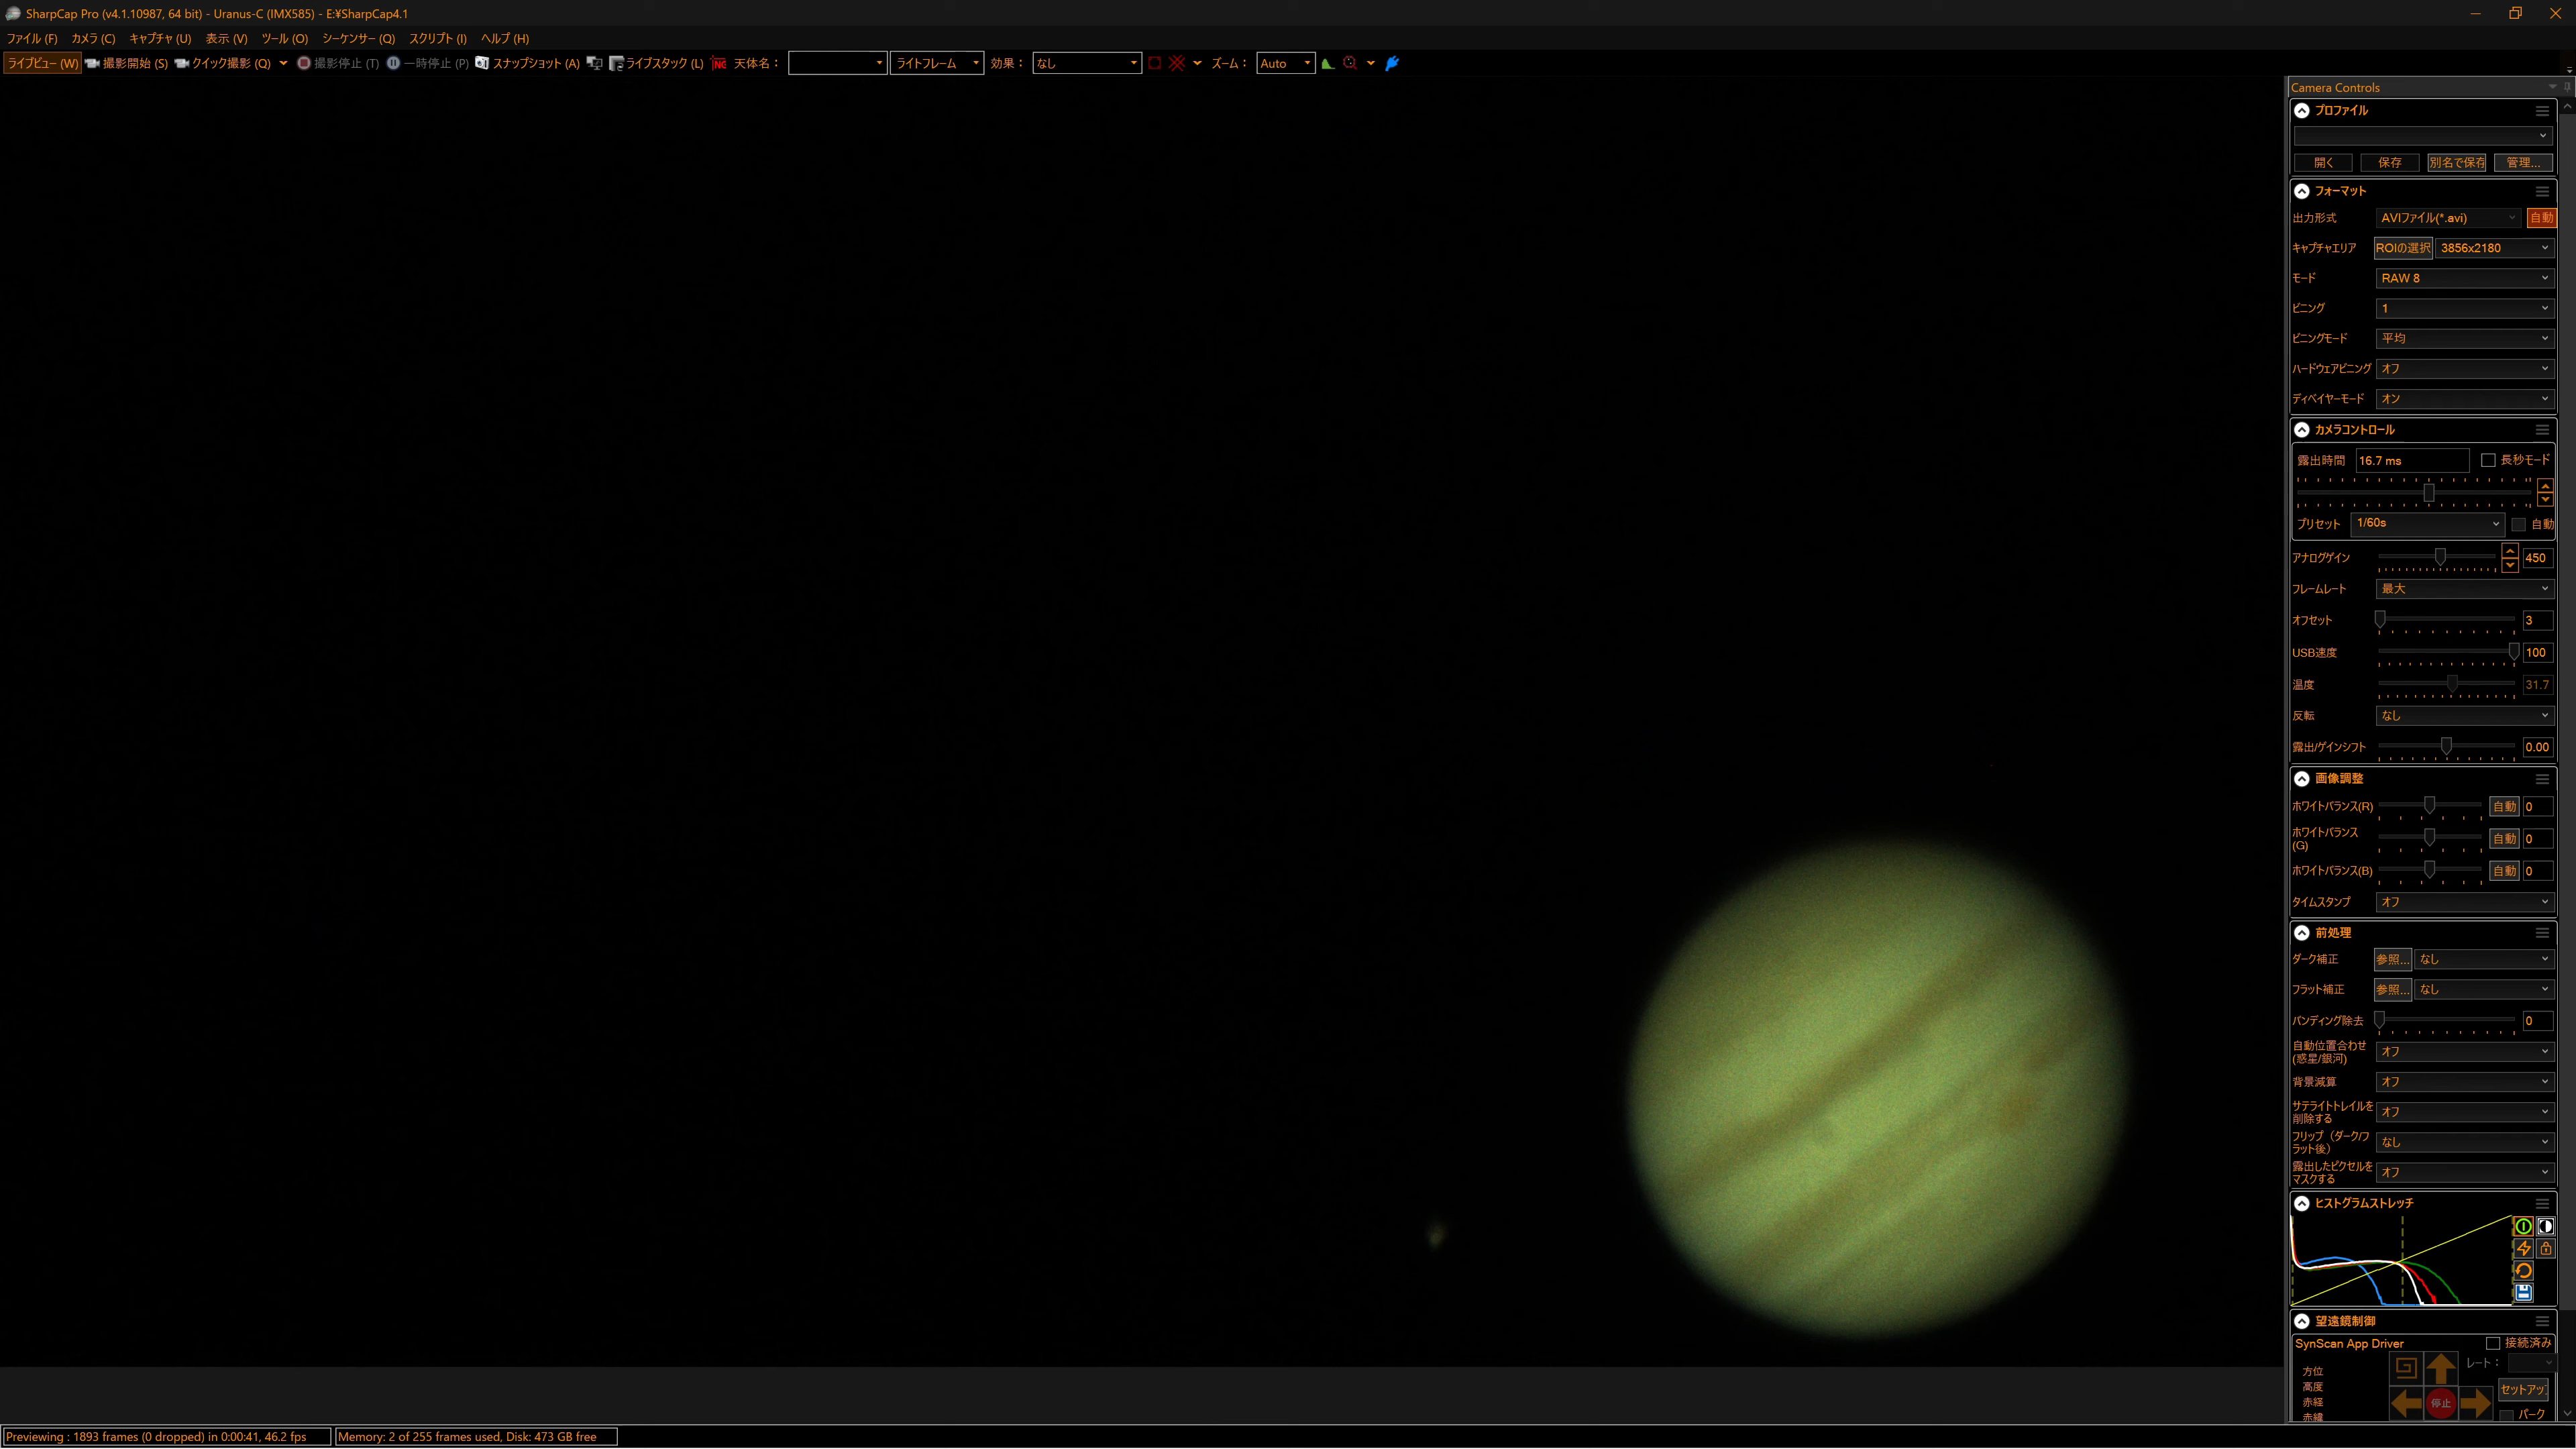 SharpCap Pro (v4.1.10987, 64 bit) - Uranus-C (IMX585) - E:¥SharpCap4.1
ファイル (F) カメラ (C) キャプチャ (U) 表示 (V) ツール (O) シーケンサー (Q) スクリプト (I) ヘルプ (H)
ライブビュー (W) 撮影開始 (S) クイック撮影 (Q) 撮影停止 (T) 一時停止 (P) スナップショット (A) ライブスタック (L) 天体名： ライトフレーム 効果： なし ズーム： Auto
Camera Controls
プロファイル
開く 保存 別名で保存 管理...
フォーマット
出力形式 AVIファイル(*.avi) 自動
キャプチャエリア ROIの選択 3856x2180
モード RAW 8
ビニング 1
ビニングモード 平均
ハードウェアビニング オフ
ディベイヤーモード オン
カメラコントロール
露出時間 16.7 ms 長秒モード
プリセット 1/60s 自動
アナログゲイン 450
フレームレート 最大
オフセット 3
USB速度 100
温度 31.7
反転 なし
露出/ゲインシフト 0.00
画像調整
ホワイトバランス(R) 自動 0
ホワイトバランス
(G) 自動 0
ホワイトバランス(B) 自動 0
タイムスタンプ オフ
前処理
ダーク補正 参照... なし
フラット補正 参照... なし
バンディング除去 0
自動位置合わせ
(惑星/銀河) オフ
背景減算 オフ
サテライトトレイルを
削除する オフ
フリップ（ダーク/フ
ラット後） なし
露出したピクセルを
マスクする オフ
ヒストグラムストレッチ
望遠鏡制御
SynScan App Driver 接続済み
方位 レート：
高度 セットアッ
赤経 停止
赤緯 パーク
Previewing : 1893 frames (0 dropped) in 0:00:41, 46.2 fps Memory: 2 of 255 frames used, Disk: 473 GB free